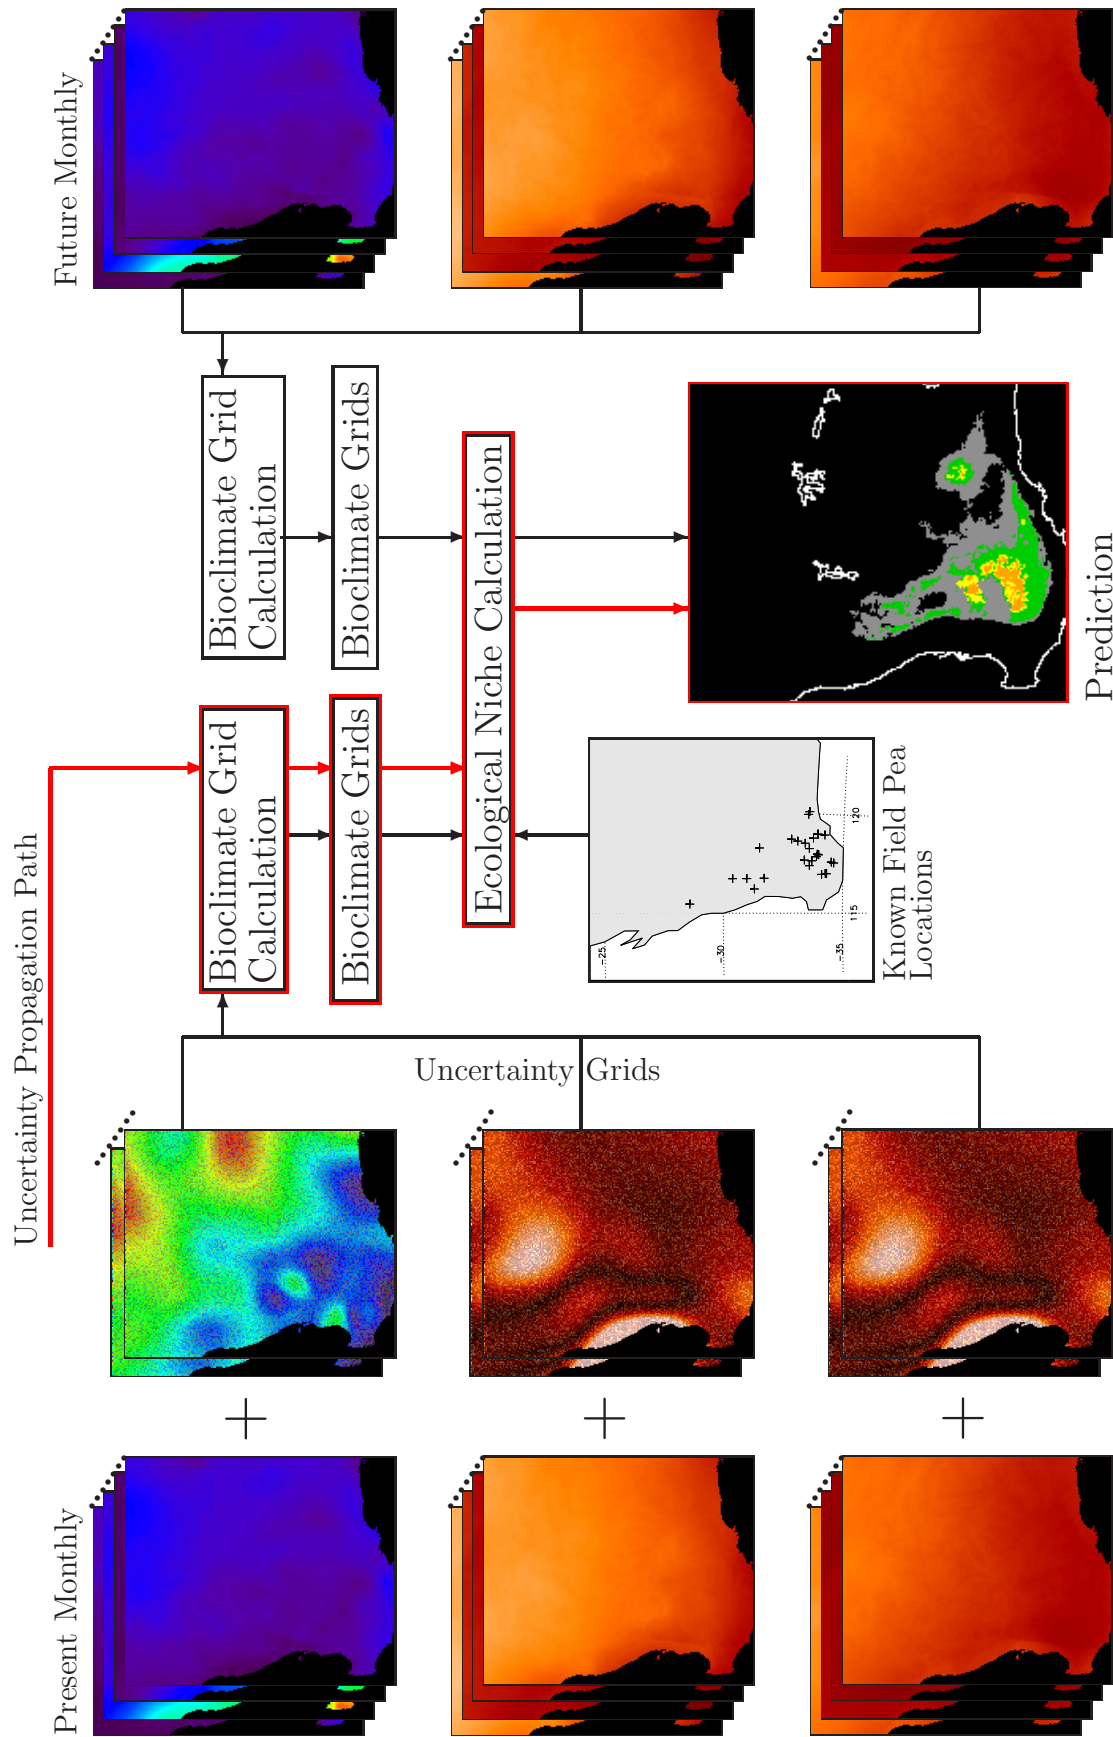 Uncertainty Propagation Path
Present Monthly
Future Monthly
Bioclimate Grid
Calculation
Bioclimate Grid
Calculation
Bioclimate Grids
Bioclimate Grids
Uncertainty Grids
Ecological Niche Calculation
-25
-30
-35
115
120
Known Field Pea
Locations
Prediction
+
+
+